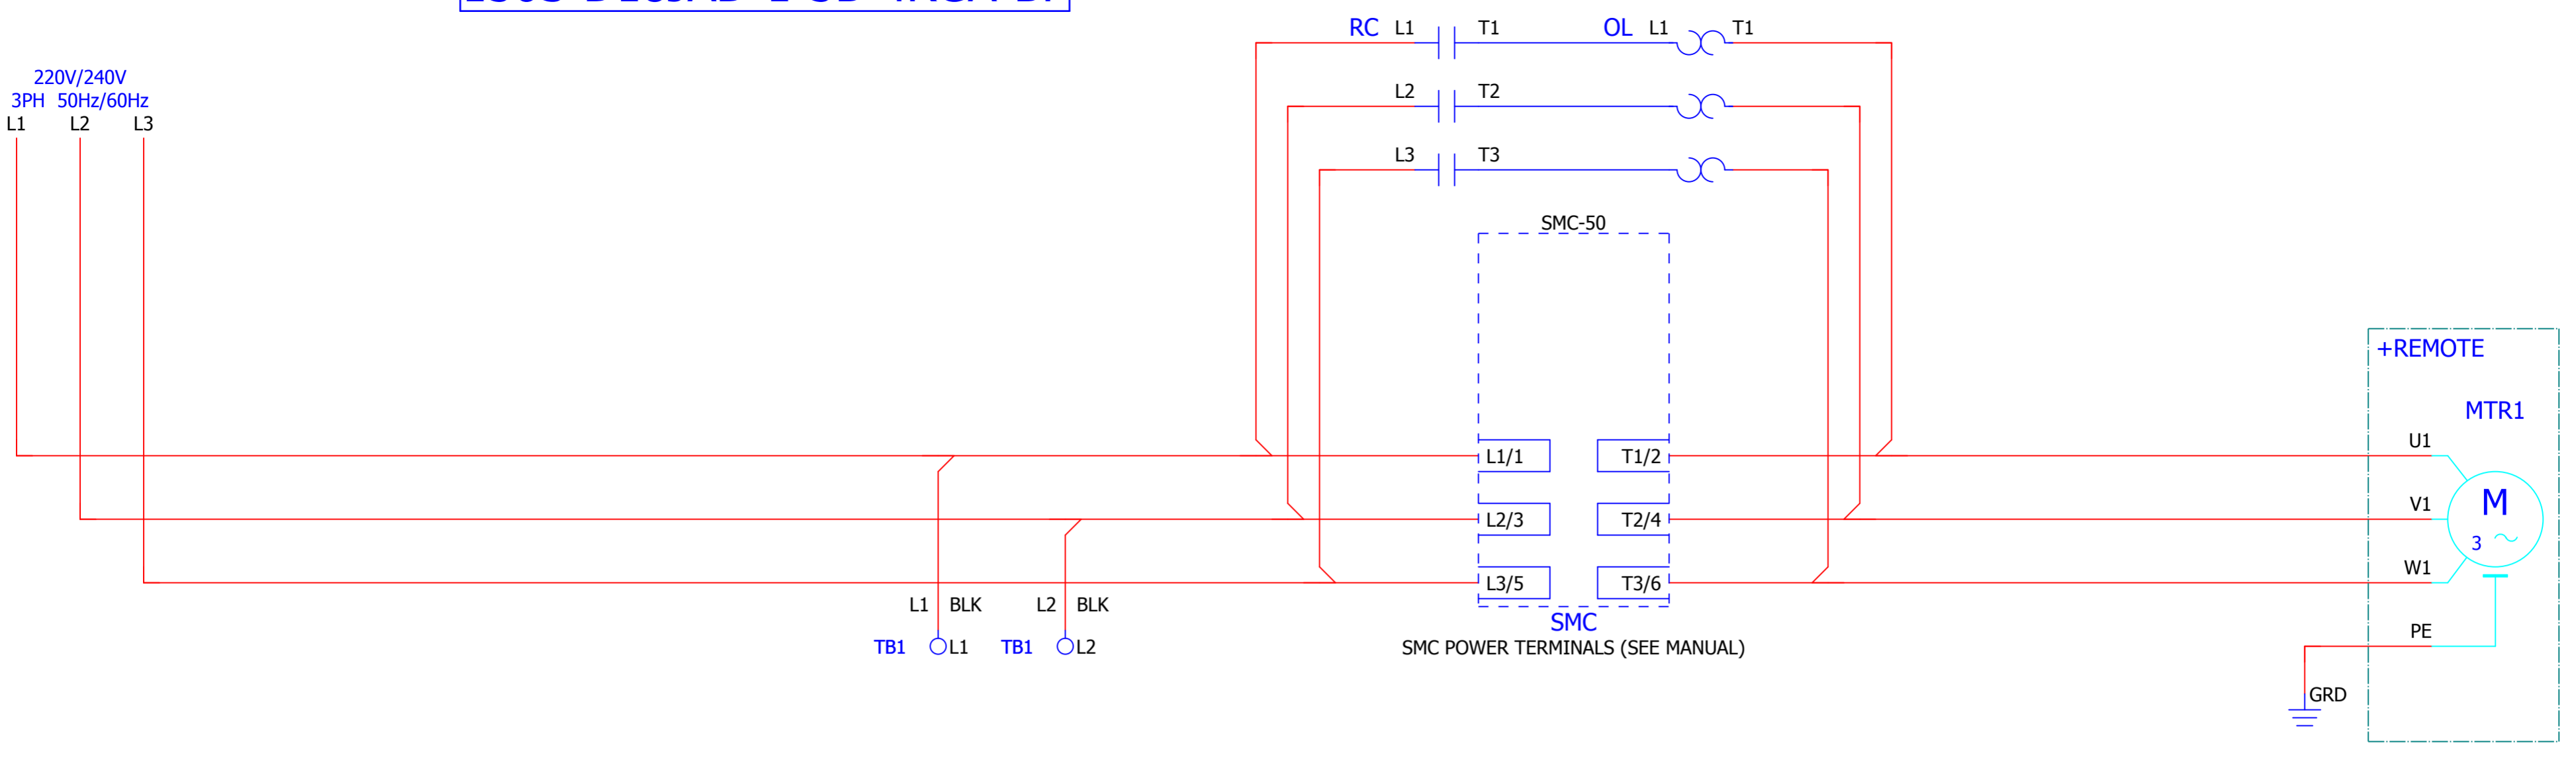 220V/240V
3PH 50Hz/60Hz
L1 L2 L3
RC L1 T1 OL L1 T1
L2 T2
L3 T3
SMC-50
L1/1 T1/2
L2/3 T2/4
L3/5 T3/6
SMC
SMC POWER TERMINALS (SEE MANUAL)
L1 BLK L2 BLK
TB1 L1 TB1 L2
+REMOTE
MTR1
U1
V1 M
3
W1
PE
GRD